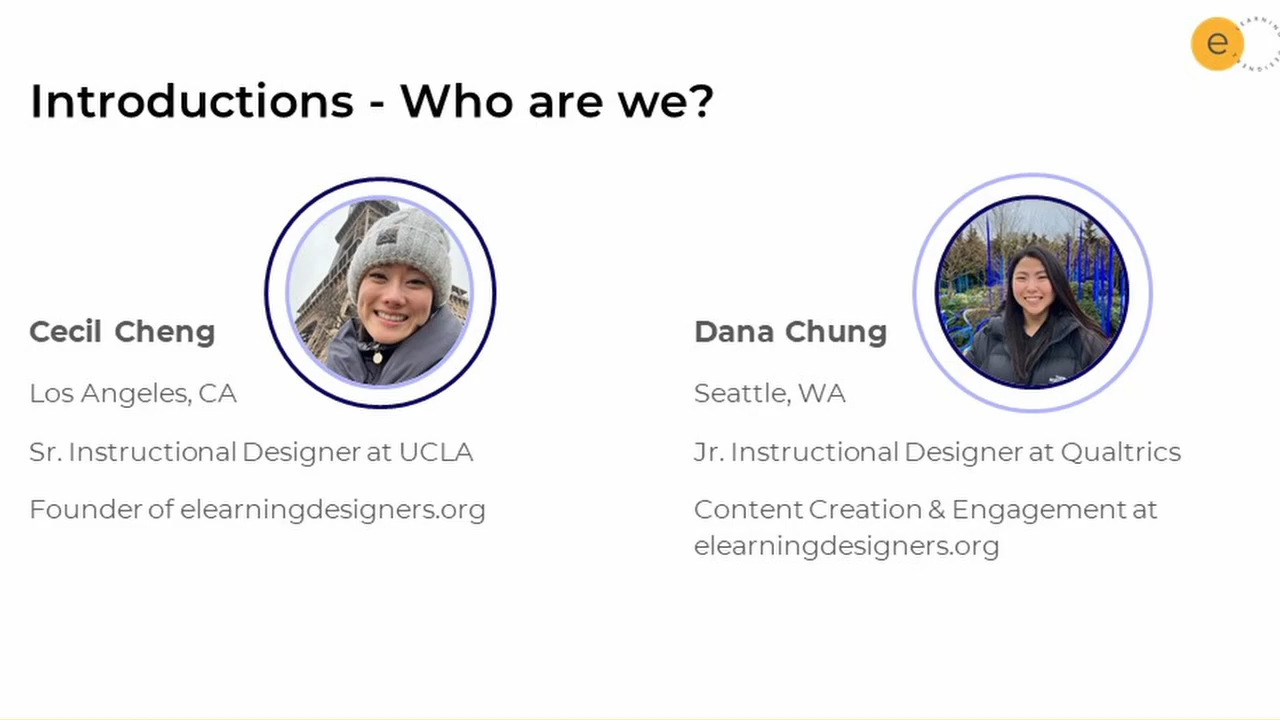 e
Introductions - Who are we?
Cecil Cheng
Los Angeles, CA
Sr. Instructional Designer at UCLA
Founder of elearningdesigners.org
Dana Chung
Seattle, WA
Jr. Instructional Designer at Qualtrics
Content Creation & Engagement at
elearningdesigners.org